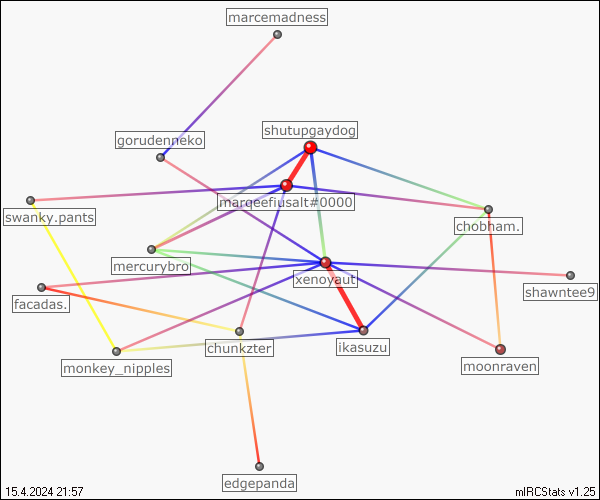 marcemadness
shutupgaydog
gorudenneko
marqeefiusalt#0000
swanky.pants
chobham.
mercurybro
xenoyaut
shawntee9
facadas.
chunkzter
ikasuzu
monkey_nipples
moonraven
edgepanda
15.4.2024 21:57
mIRCStats v1.25